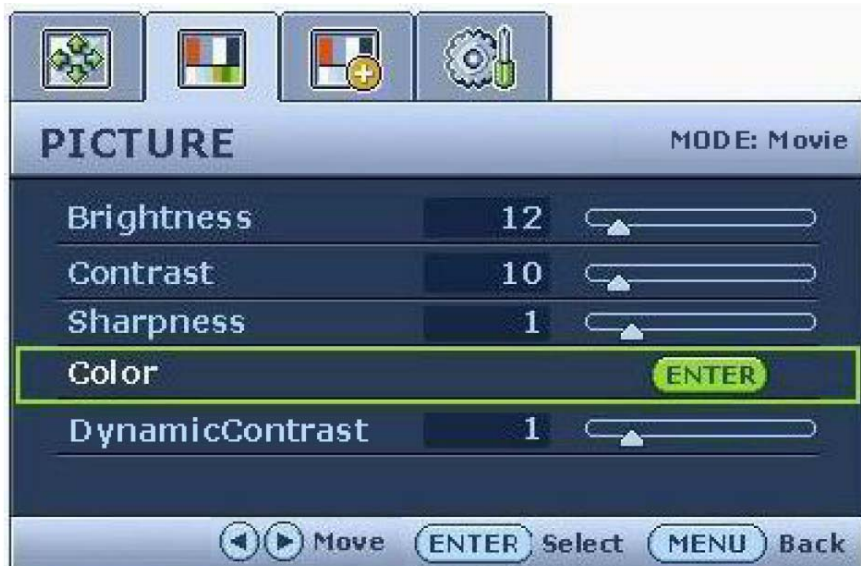 PICTURE MODE: Movie
Brightness 12
Contrast 10
Sharpness 1
Color ENTER
DynamicContrast 1
Move ENTER Select MENU Back